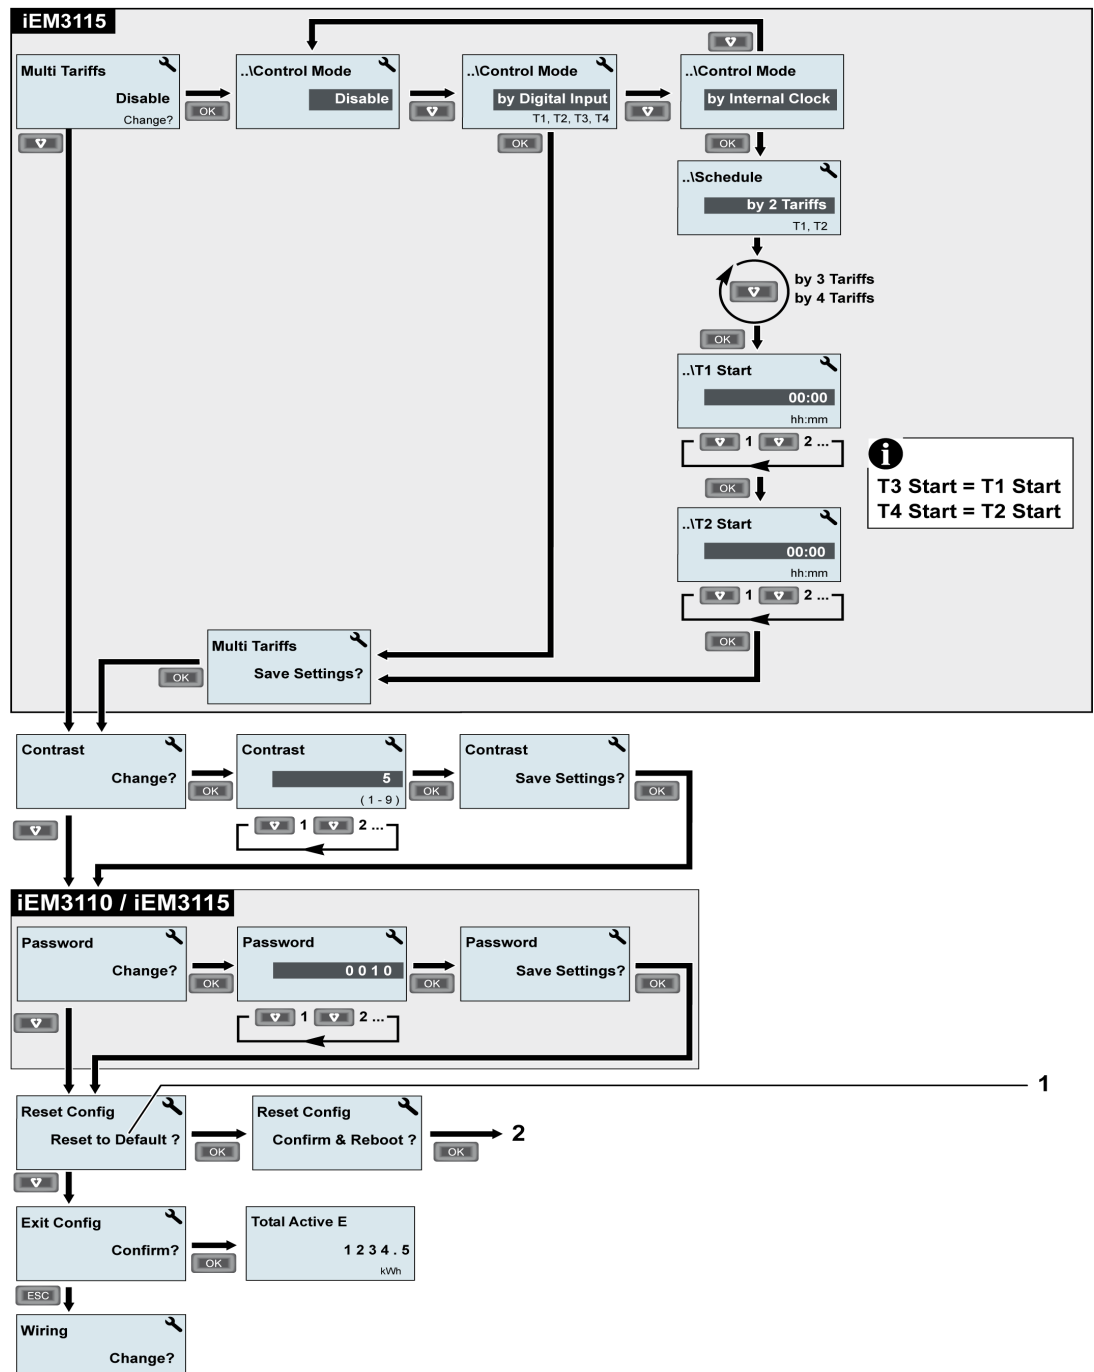 iEM3115
Multi Tariffs
Disable
Change?
OK
..\Control Mode
Disable
..\Control Mode
by Digital Input
T1, T2, T3, T4
OK
..\Control Mode
by Internal Clock
OK
..\Schedule
by 2 Tariffs
T1, T2
by 3 Tariffs
by 4 Tariffs
OK
..\T1 Start
00:00
hh:mm
1 2 ...
OK
..\T2 Start
00:00
hh:mm
1 2 ...
OK
i
T3 Start = T1 Start
T4 Start = T2 Start
Multi Tariffs
Save Settings?
OK
Contrast
Change?
OK
Contrast
5
( 1 - 9 )
1 2 ...
OK
Contrast
Save Settings?
OK
iEM3110 / iEM3115
Password
Change?
OK
Password
0 0 1 0
1 2 ...
OK
Password
Save Settings?
OK
1
Reset Config
Reset to Default ?
OK
Reset Config
Confirm & Reboot ?
OK
2
Exit Config
Confirm?
OK
Total Active E
1 2 3 4 . 5
kWh
ESC
Wiring
Change?